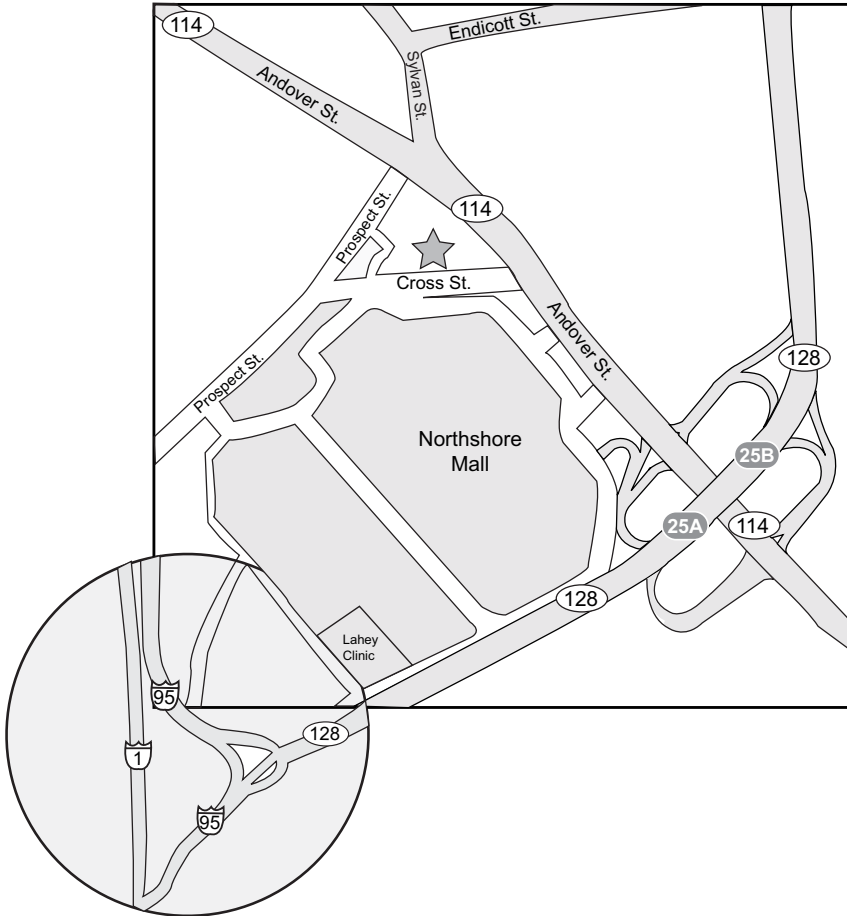 114
Endicott St.
Andover St.
Sylvan St.
Prospect St.
114
Cross St.
Andover St.
128
Prospect St.
Northshore
Mall
25B
25A
114
128
Lahey
Clinic
95
128
1
95